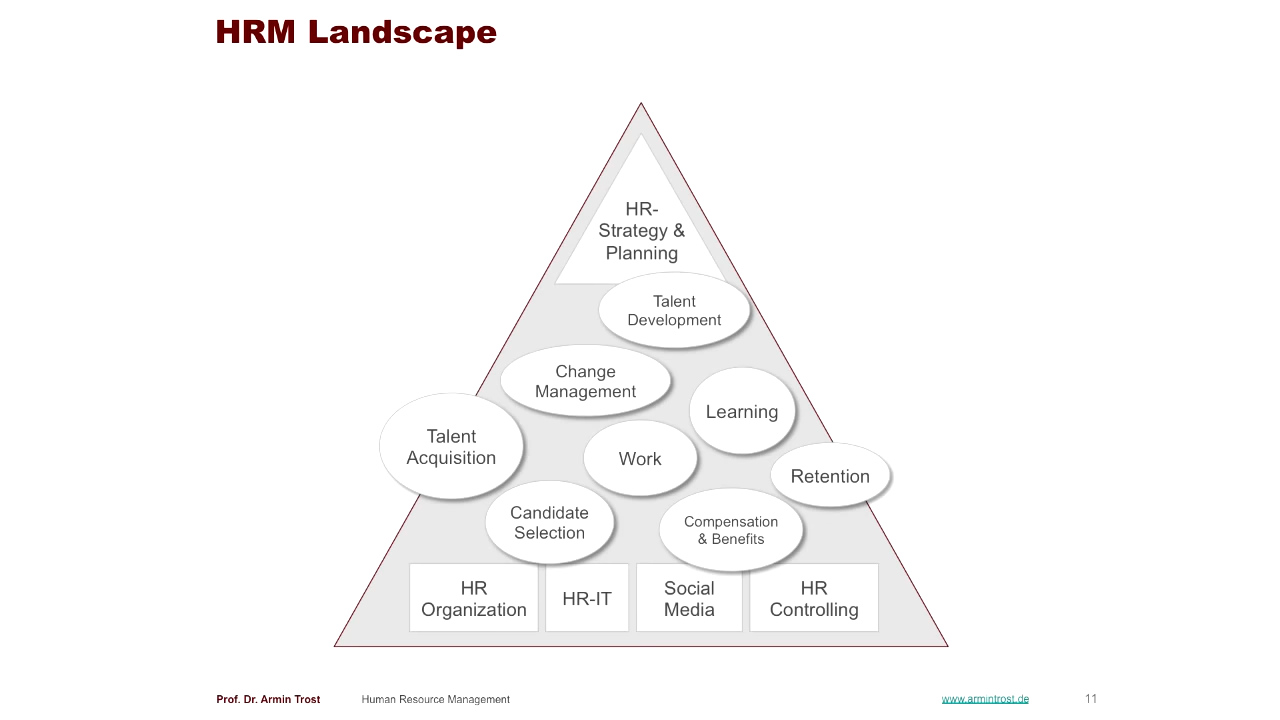 HRM Landscape
HR-
Strategy &
Planning
Talent
Development
Change
Management
Learning
Talent
Acquisition
Work
Retention
Candidate
Selection
Compensation
& Benefits
HR
Organization
HR-IT
Social
Media
HR
Controlling
Prof. Dr. Armin Trost
Human Resource Management
www.armintrost.de
11